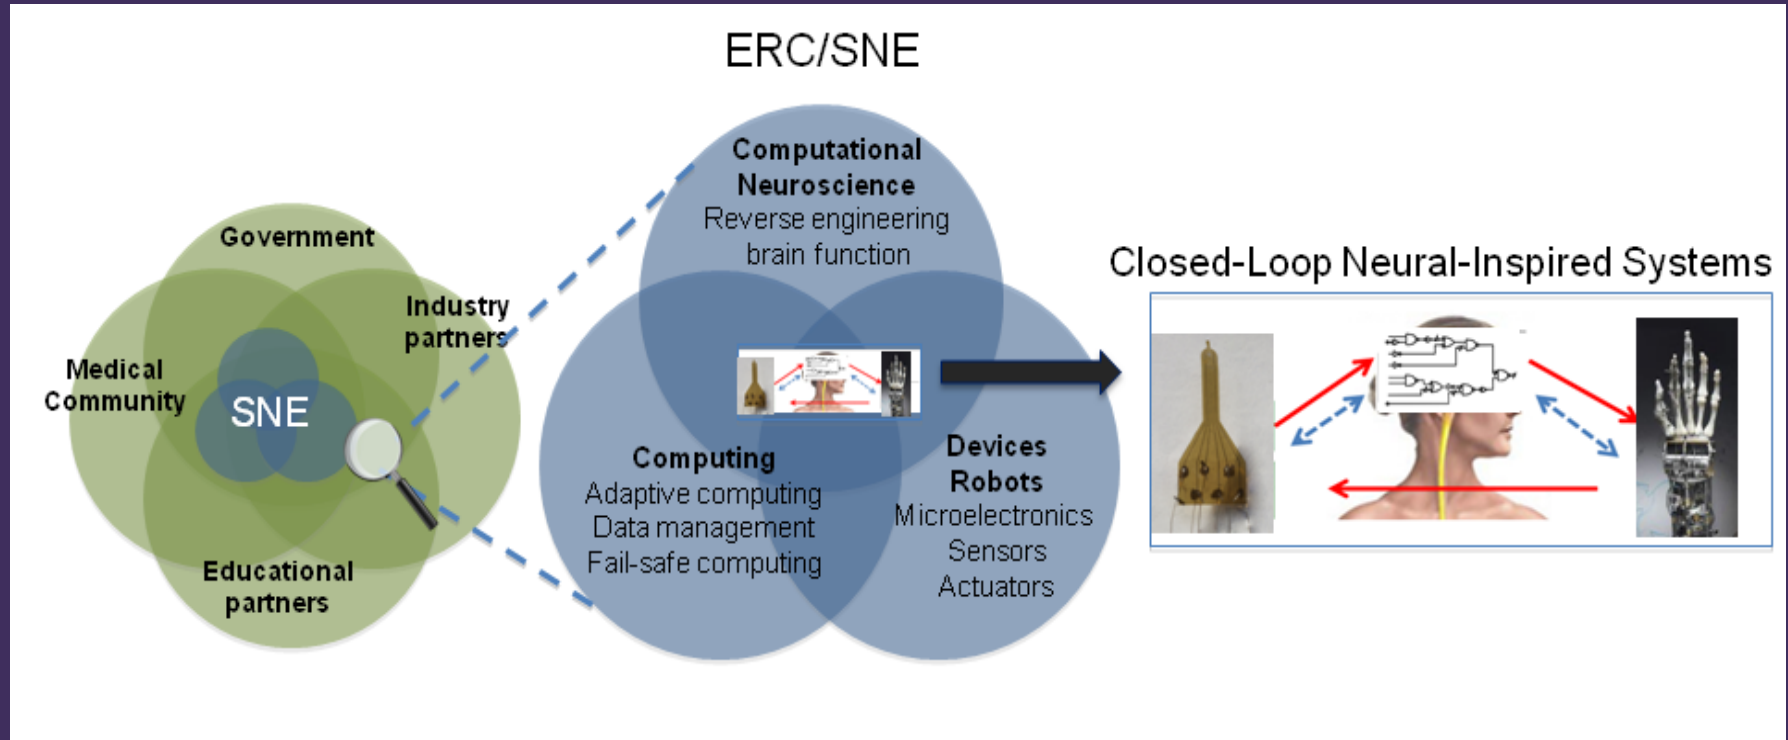 ERC/SNE
Government
Industry
partners
Medical
Community
SNE
Educational
partners
Computational
Neuroscience
Reverse engineering
brain function
Computing
Adaptive computing
Data management
Fail-safe computing
Devices
Robots
Microelectronics
Sensors
Actuators
Closed-Loop Neural-Inspired Systems